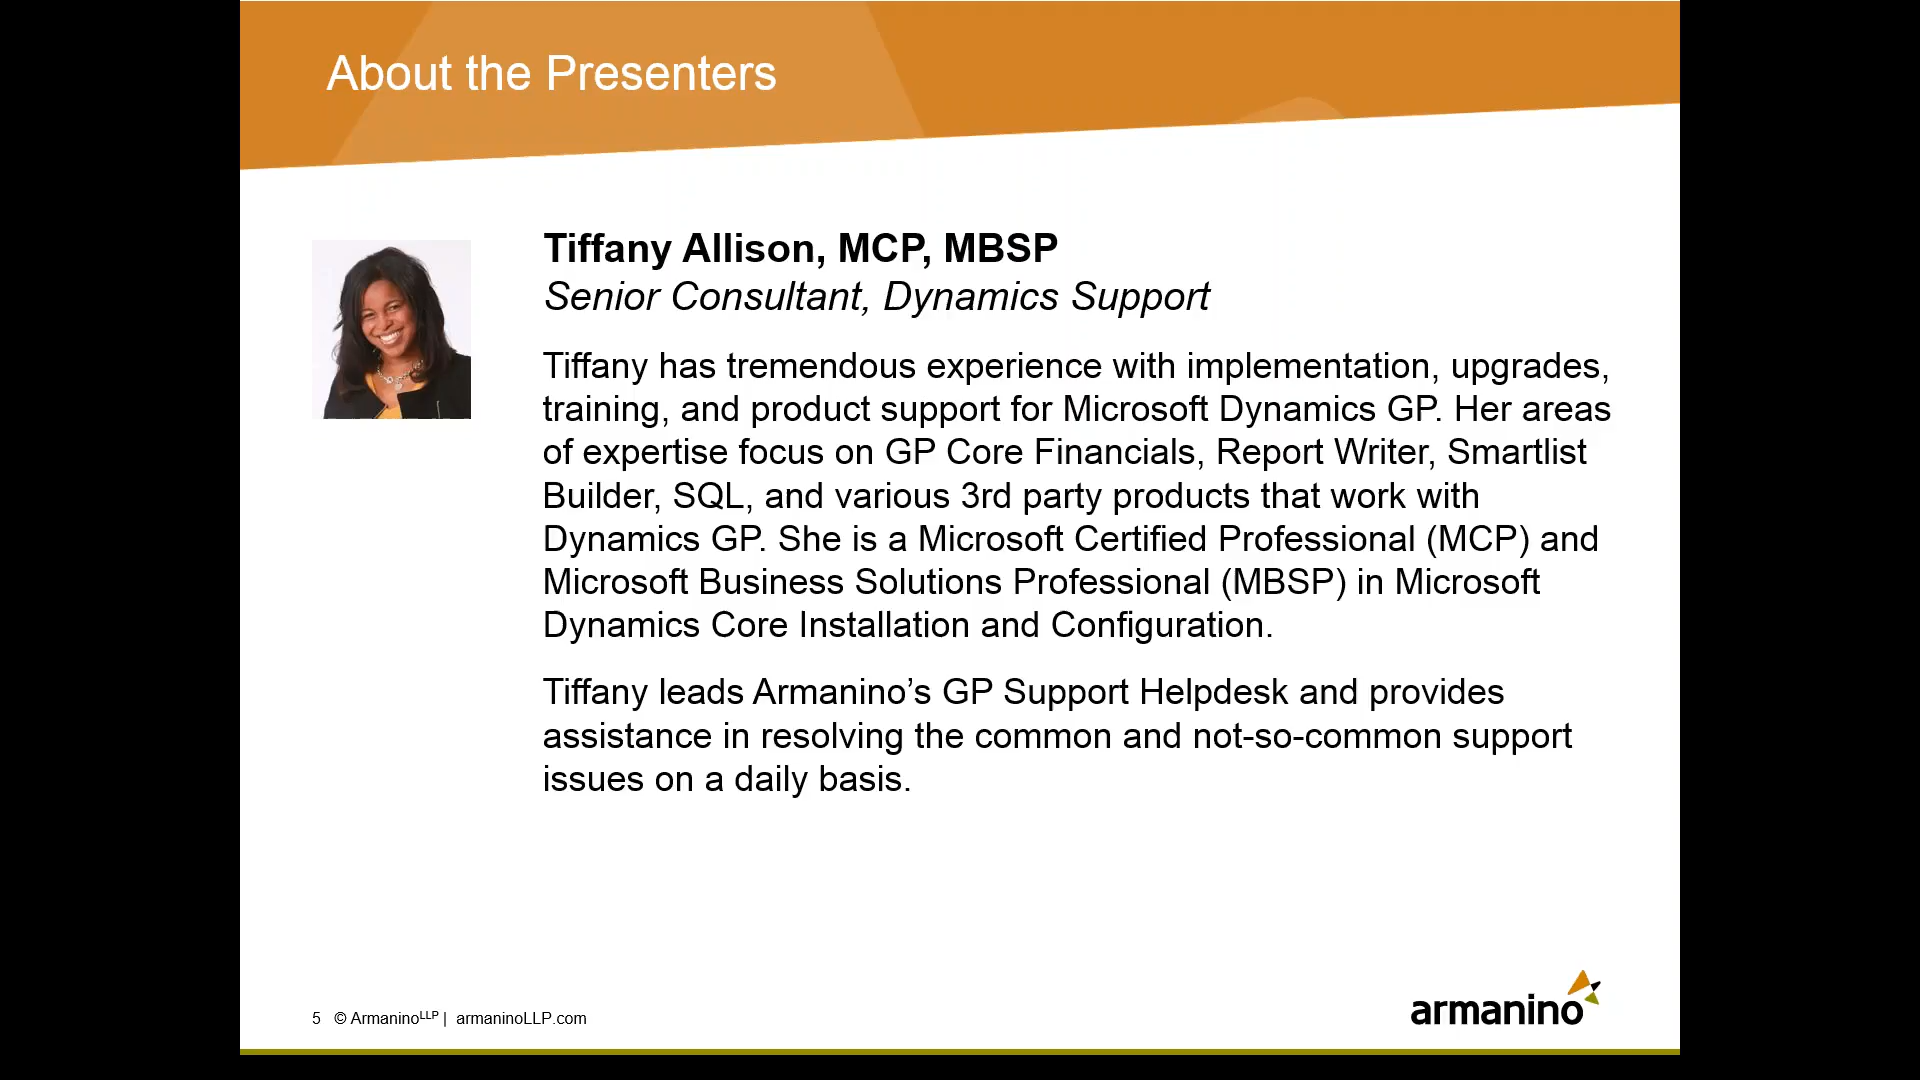 About the Presenters
Tiffany Allison, MCP, MBSP
Senior Consultant, Dynamics Support
Tiffany has tremendous experience with implementation, upgrades,
training, and product support for Microsoft Dynamics GP. Her areas
of expertise focus on GP Core Financials, Report Writer, Smartlist
Builder, SQL, and various 3rd party products that work with
Dynamics GP. She is a Microsoft Certified Professional (MCP) and
Microsoft Business Solutions Professional (MBSP) in Microsoft
Dynamics Core Installation and Configuration.
Tiffany leads Armanino’s GP Support Helpdesk and provides
assistance in resolving the common and not-so-common support
issues on a daily basis.
5 © ArmaninoLLP | armaninoLLP.com
armanino